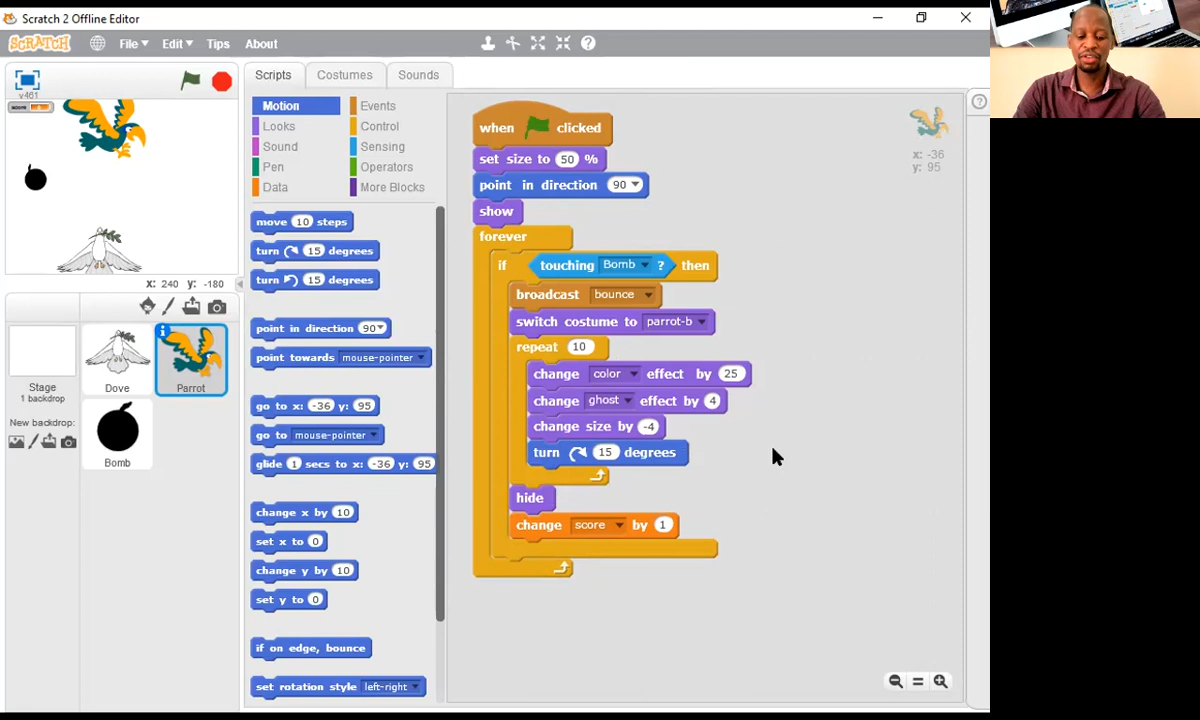 Scratch 2 Offline Editor
SCRATCH File Edit Tips About
v461
score
x: 240 y: -180
Stage
1 backdrop
New backdrop:
Dove
Parrot
Bomb
Scripts Costumes Sounds
Motion Events
Looks Control
Sound Sensing
Pen Operators
Data More Blocks
move 10 steps
turn 15 degrees
turn 15 degrees
point in direction 90
point towards mouse-pointer
go to x: -36 y: 95
go to mouse-pointer
glide 1 secs to x: -36 y: 95
change x by 10
set x to 0
change y by 10
set y to 0
if on edge, bounce
set rotation style left-right
when clicked
set size to 50 %
point in direction 90
show
forever
if touching Bomb ? then
broadcast bounce
switch costume to parrot-b
repeat 10
change color effect by 25
change ghost effect by 4
change size by -4
turn 15 degrees
hide
change score by 1
x: -36
y: 95